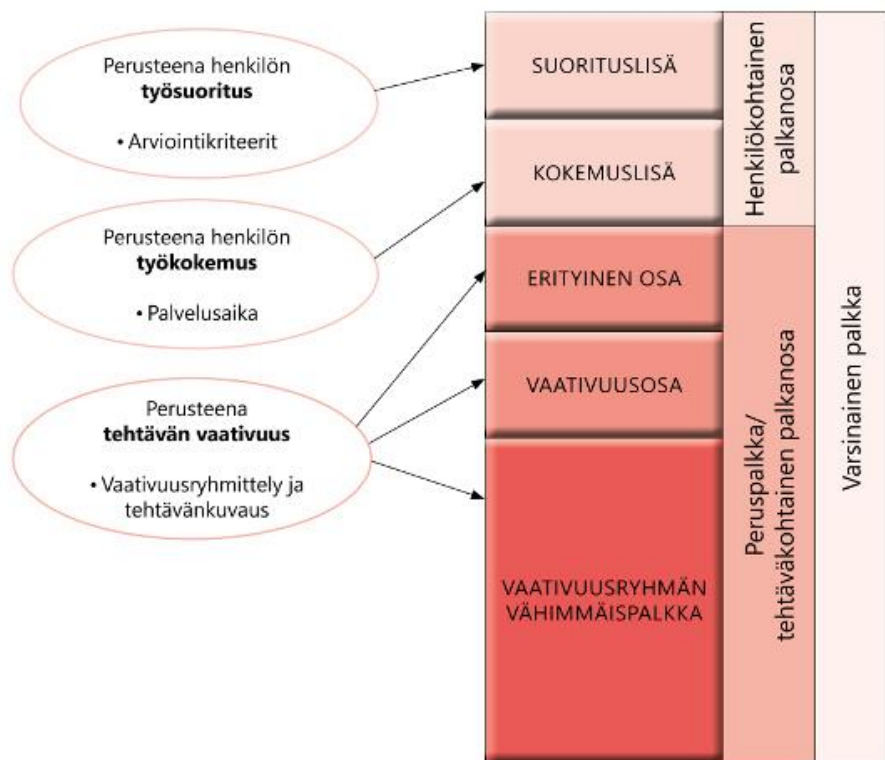 Perusteena henkilön
työsuoritus
• Arviointikriteerit
Perusteena henkilön
työkokemus
• Palvelusaika
Perusteena
tehtävän vaativuus
• Vaativuusryhmittely ja
tehtävänkuvaus
SUORITUSLISÄ
KOKEMUSLISÄ
ERITYINEN OSA
VAATIVUUSOSA
VAATIVUUSRYHMÄN
VÄHIMMÄISPALKKA
Henkilökohtainen
palkanosa
Peruspalkka/
tehtäväkohtainen palkanosa
Varsinainen palkka